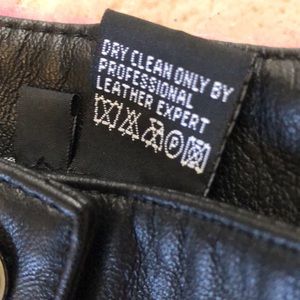 DRY CLEAN ONLY BY
PROFESSIONAL
LEATHER EXPERT